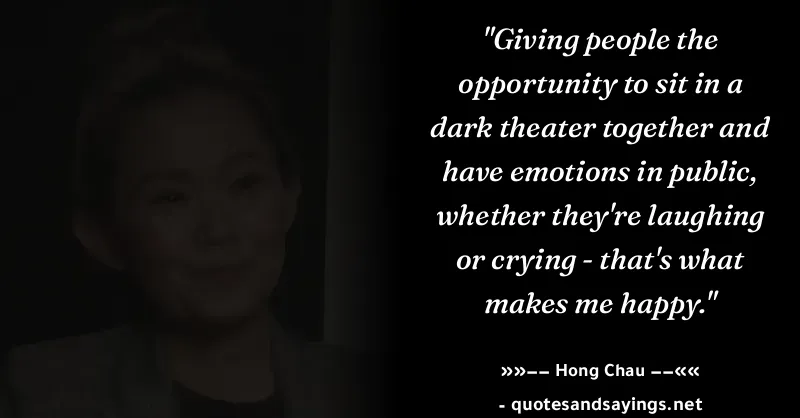 "Giving people the
opportunity to sit in a
dark theater together and
have emotions in public,
whether they're laughing
or crying - that's what
makes me happy."
»»−− Hong Chau −−««
- quotesandsayings.net